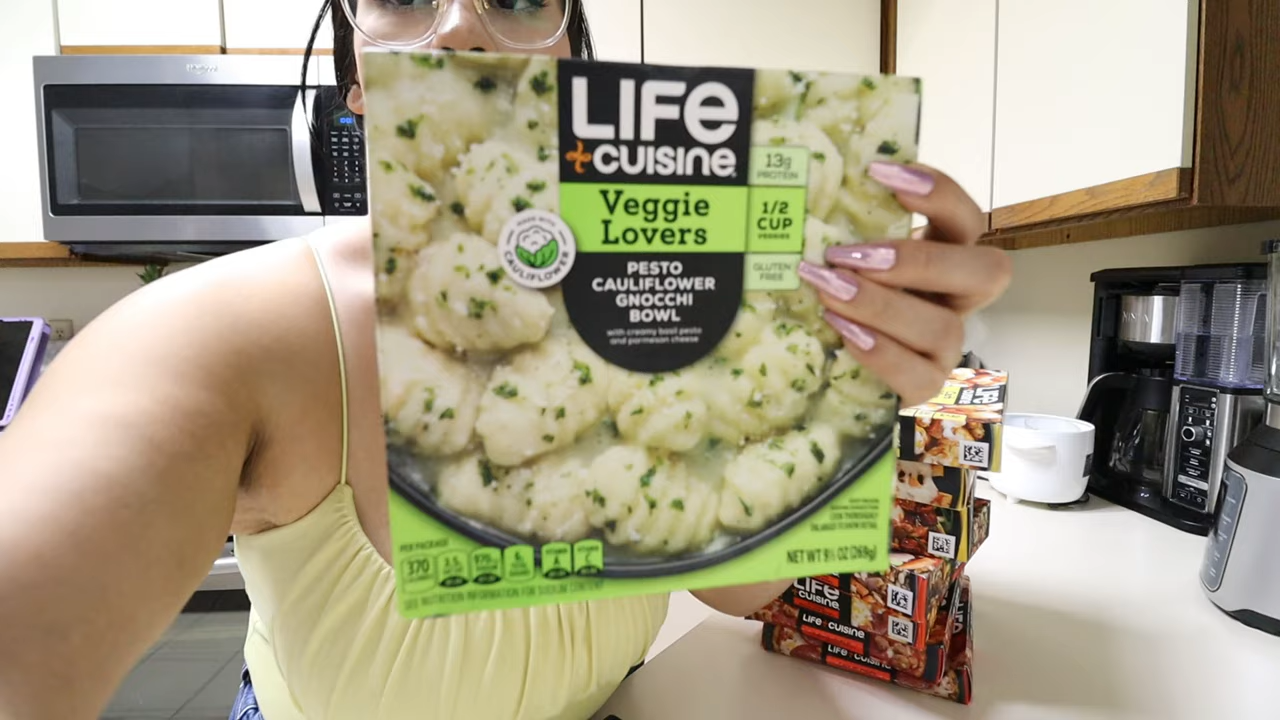 LIFe
CUISINe
Veggie
Lovers
13g
PROTEIN
1/2
CUP
VEGGIES
GLUTEN
FREE
MADE WITH
CAULIFLOWER
PESTO
CAULIFLOWER
GNOCCHI
BOWL
with creamy basil pesto
and parmesan cheese
PER PACKAGE
370
SEE NUTRITION INFORMATION FOR SODIUM CONTENT
NET WT 9½ OZ (269g)
LIFe
CUISINe
LIFe CUISINe
LIFe CUISINe